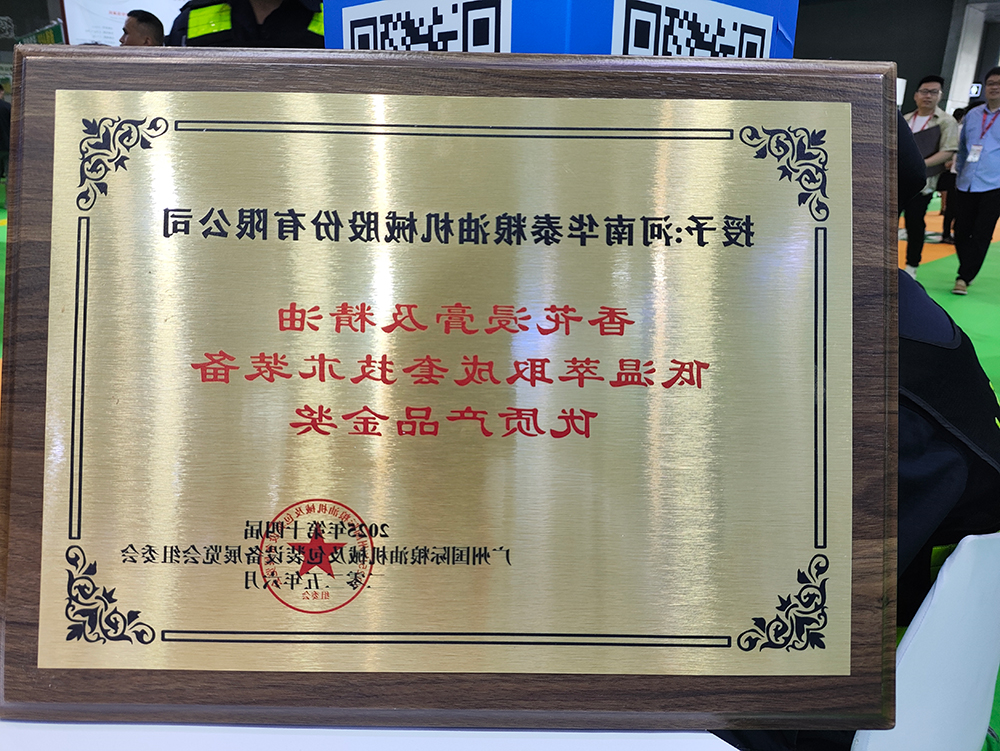 授予:河南华泰粮油机械股份有限公司
香花浸膏及精油
低温萃取成套技术装备
优质产品金奖
2025年第十四届
广州国际粮油机械及包装设备展览会组委会
二零二五年六月
组委会